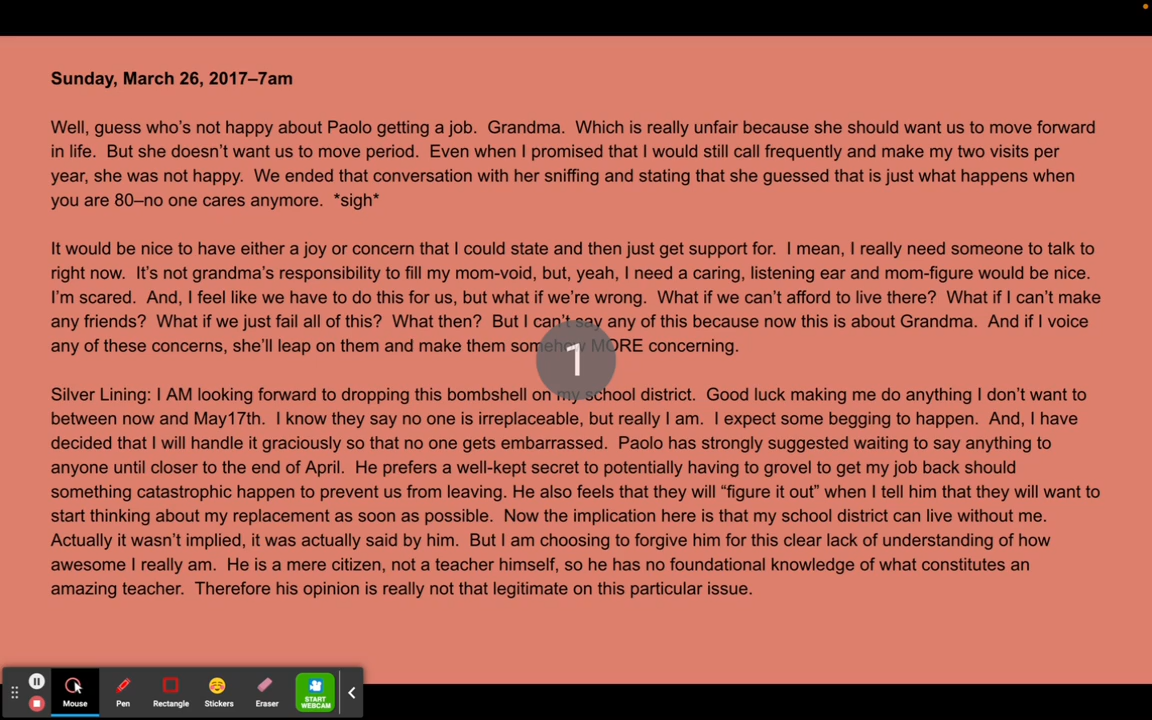 Sunday, March 26, 2017–7am
Well, guess who's not happy about Paolo getting a job.  Grandma.  Which is really unfair because she should want us to move forward
in life.  But she doesn't want us to move period.  Even when I promised that I would still call frequently and make my two visits per
year, she was not happy.  We ended that conversation with her sniffing and stating that she guessed that is just what happens when
you are 80–no one cares anymore.  *sigh*
It would be nice to have either a joy or concern that I could state and then just get support for.  I mean, I really need someone to talk to
right now.  It's not grandma's responsibility to fill my mom-void, but, yeah, I need a caring, listening ear and mom-figure would be nice.
I'm scared.  And, I feel like we have to do this for us, but what if we're wrong.  What if we can't afford to live there?  What if I can't make
any friends?  What if we just fail all of this?  What then?  But I can't say any of this because now this is about Grandma.  And if I voice
any of these concerns, she'll leap on them and make them somehow MORE concerning.
1
Silver Lining: I AM looking forward to dropping this bombshell on my school district.  Good luck making me do anything I don't want to
between now and May17th.  I know they say no one is irreplaceable, but really I am.  I expect some begging to happen.  And, I have
decided that I will handle it graciously so that no one gets embarrassed.  Paolo has strongly suggested waiting to say anything to
anyone until closer to the end of April.  He prefers a well-kept secret to potentially having to grovel to get my job back should
something catastrophic happen to prevent us from leaving. He also feels that they will “figure it out” when I tell him that they will want to
start thinking about my replacement as soon as possible.  Now the implication here is that my school district can live without me.
Actually it wasn't implied, it was actually said by him.  But I am choosing to forgive him for this clear lack of understanding of how
awesome I really am.  He is a mere citizen, not a teacher himself, so he has no foundational knowledge of what constitutes an
amazing teacher.  Therefore his opinion is really not that legitimate on this particular issue.
Mouse
Pen
Rectangle
Stickers
Eraser
START
WEBCAM